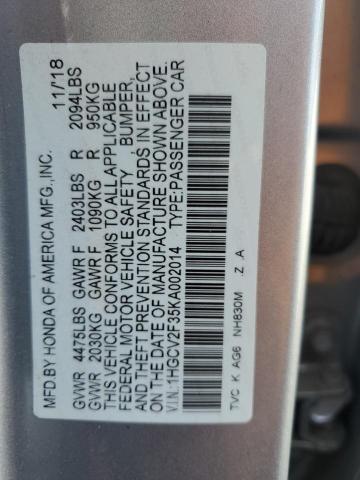 MFD BY HONDA OF AMERICA MFG.,INC. 11/18
GVWR 4475LBS GAWR F 2403LBS R 2094LBS
GVWR 2030KG GAWR F 1090KG R 950KG
THIS VEHICLE CONFORMS TO ALL APPLICABLE
FEDERAL MOTOR VEHICLE SAFETY , BUMPER,
AND THEFT PREVENTION STANDARDS IN EFFECT
ON THE DATE OF MANUFACTURE SHOWN ABOVE.
V.I.N.:1HGCV2F35KA002014 TYPE:PASSENGER CAR
TVC K AG6 NH830M Z A